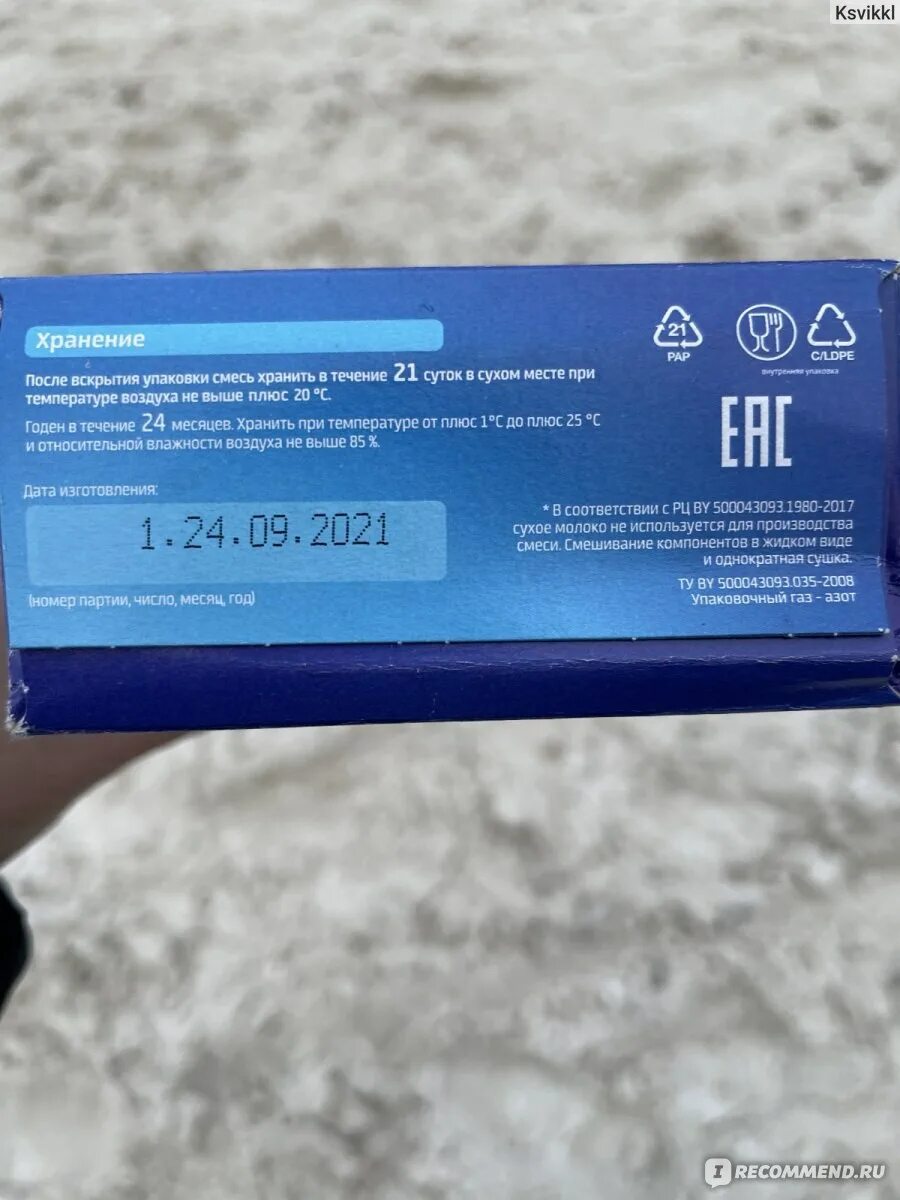 Ksvikkl
Хранение
После вскрытия упаковки смесь хранить в течение 21 суток в сухом месте при
температуре воздуха не выше плюс 20 °С.
Годен в течение 24 месяцев. Хранить при температуре от плюс 1°С до плюс 25 °С
и относительной влажности воздуха не выше 85 %.
Дата изготовления:
1.24.09.2021
(номер партии, число, месяц, год)
21
PAP
C/LDPE
внутренняя упаковка
EAC
* В соответствии с РЦ BY 500043093.1980-2017
сухое молоко не используется для производства
смеси. Смешивание компонентов в жидком виде
и однократная сушка.
ТУ BY 500043093.035-2008
Упаковочный газ - азот
IRECOMMEND.RU